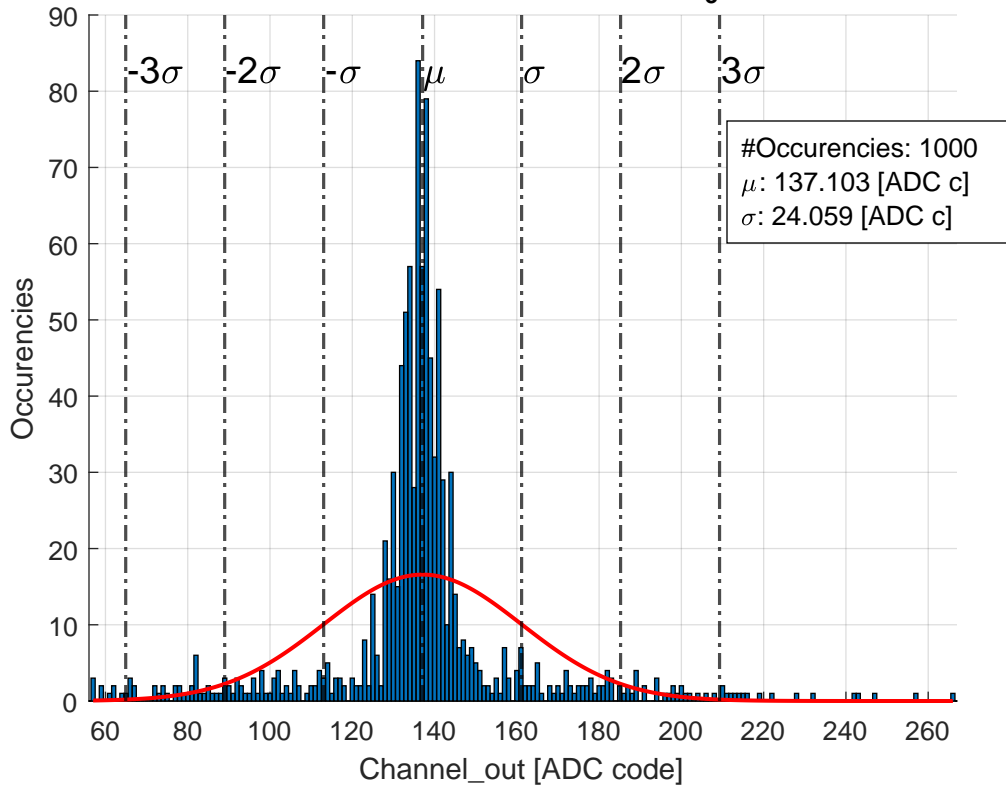 90
80
70
60
50
40
30
20
10
0
Occurencies
-3σ -2σ -σ μ σ 2σ 3σ
#Occurencies: 1000
μ: 137.103 [ADC c]
σ: 24.059 [ADC c]
60 80 100 120 140 160 180 200 220 240 260
Channel_out [ADC code]